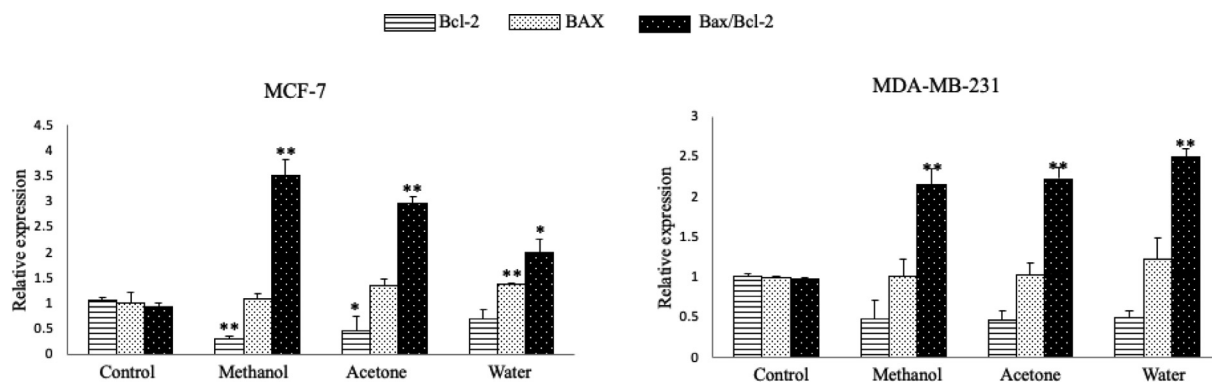 Bcl-2 BAX Bax/Bcl-2
MCF-7
Relative expression
4.5
4
3.5
3
2.5
2
1.5
1
0.5
0
** ** * ** ** *
Control Methanol Acetone Water
MDA-MB-231
Relative expression
3
2.5
2
1.5
1
0.5
0
** ** **
Control Methanol Acetone Water